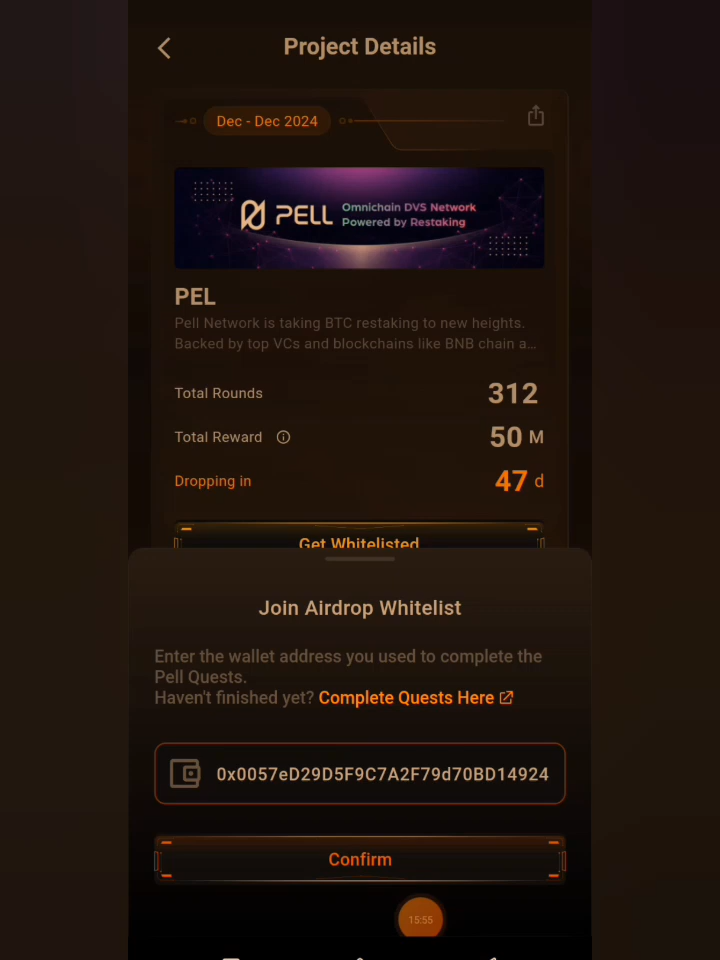 Project Details
Dec - Dec 2024
PELL
Omnichain DVS Network
Powered by Restaking
PEL
Pell Network is taking BTC restaking to new heights.
Backed by top VCs and blockchains like BNB chain a...
Total Rounds 312
Total Reward 50 M
Dropping in 47 d
Get Whitelisted
Join Airdrop Whitelist
Enter the wallet address you used to complete the
Pell Quests.
Haven't finished yet? Complete Quests Here
0x0057eD29D5F9C7A2F79d70BD14924
Confirm
15:55